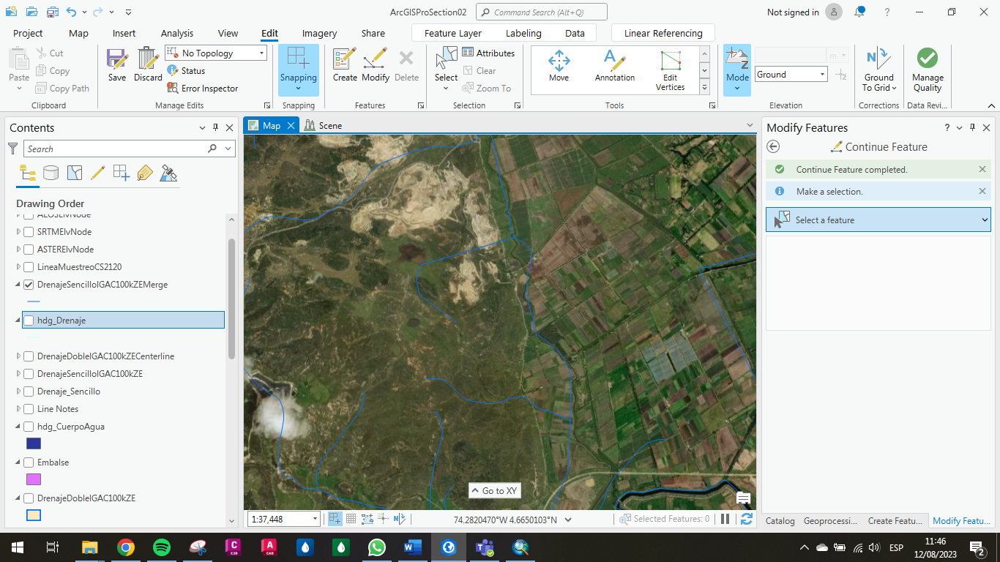 ArcGISProSection02
Command Search (Alt+Q)
Not signed in
?
Project
Map
Insert
Analysis
View
Edit
Imagery
Share
Feature Layer
Labeling
Data
Linear Referencing
Paste
Cut
Copy
Copy Path
Clipboard
Save
Discard
No Topology
Status
Error Inspector
Manage Edits
Snapping
Snapping
Create
Modify
Delete
Features
Select
Attributes
Clear
Zoom To
Selection
Move
Annotation
Edit
Vertices
Tools
Mode
m
Ground
Elevation
Ground
To Grid
Corrections
Manage
Quality
Data Revi...
Contents
Search
Drawing Order
ALOSElvNode
SRTMElvNode
ASTERElvNode
LineaMuestreoCS2120
DrenajeSencilloIGAC100kZEMerge
hdg_Drenaje
DrenajeDobleIGAC100kZECenterline
DrenajeSencilloIGAC100kZE
Drenaje_Sencillo
Line Notes
hdg_CuerpoAgua
Embalse
DrenajeDobleIGAC100kZE
Map
Scene
Go to XY
1:37,448
74.2820470°W 4.6650103°N
Selected Features: 0
Modify Features
?
Continue Feature
Continue Feature completed.
Make a selection.
Select a feature
Catalog
Geoprocessi...
Create Featu...
Modify Featu...
ESP
11:46
12/08/2023
2